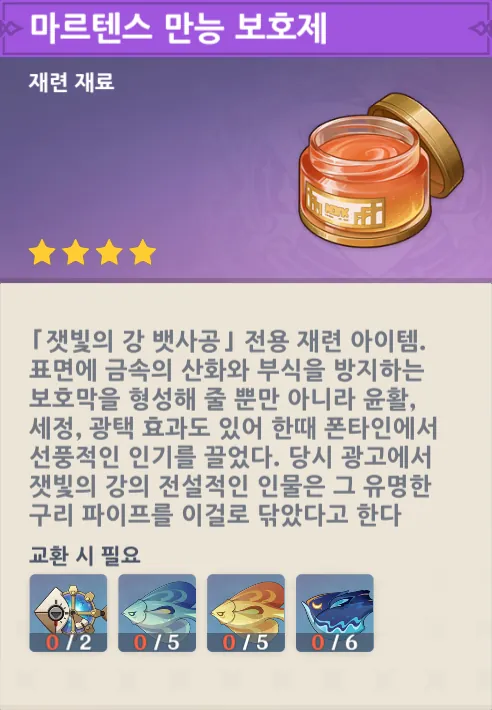 마르텐스 만능 보호제
재련 재료
「잿빛의 강 뱃사공」 전용 재련 아이템.
표면에 금속의 산화와 부식을 방지하는
보호막을 형성해 줄 뿐만 아니라 윤활,
세정, 광택 효과도 있어 한때 폰타인에서
선풍적인 인기를 끌었다. 당시 광고에서
잿빛의 강의 전설적인 인물은 그 유명한
구리 파이프를 이걸로 닦았다고 한다
교환 시 필요
0 / 2 0 / 5 0 / 5 0 / 6